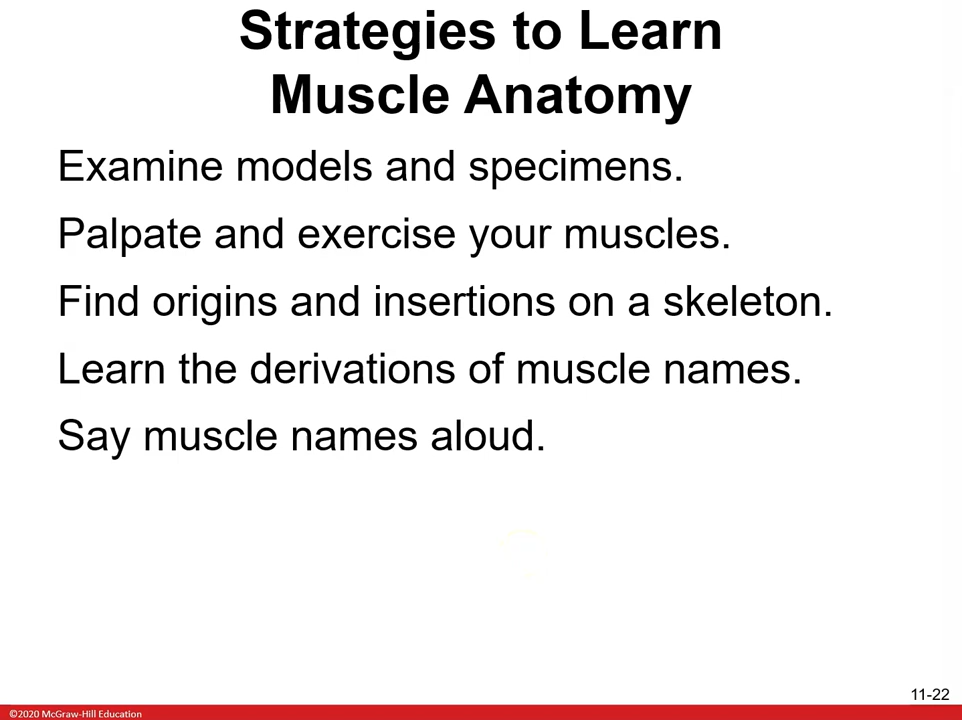 Strategies to Learn
Muscle Anatomy
Examine models and specimens.
Palpate and exercise your muscles.
Find origins and insertions on a skeleton.
Learn the derivations of muscle names.
Say muscle names aloud.
11-22
©2020 McGraw-Hill Education